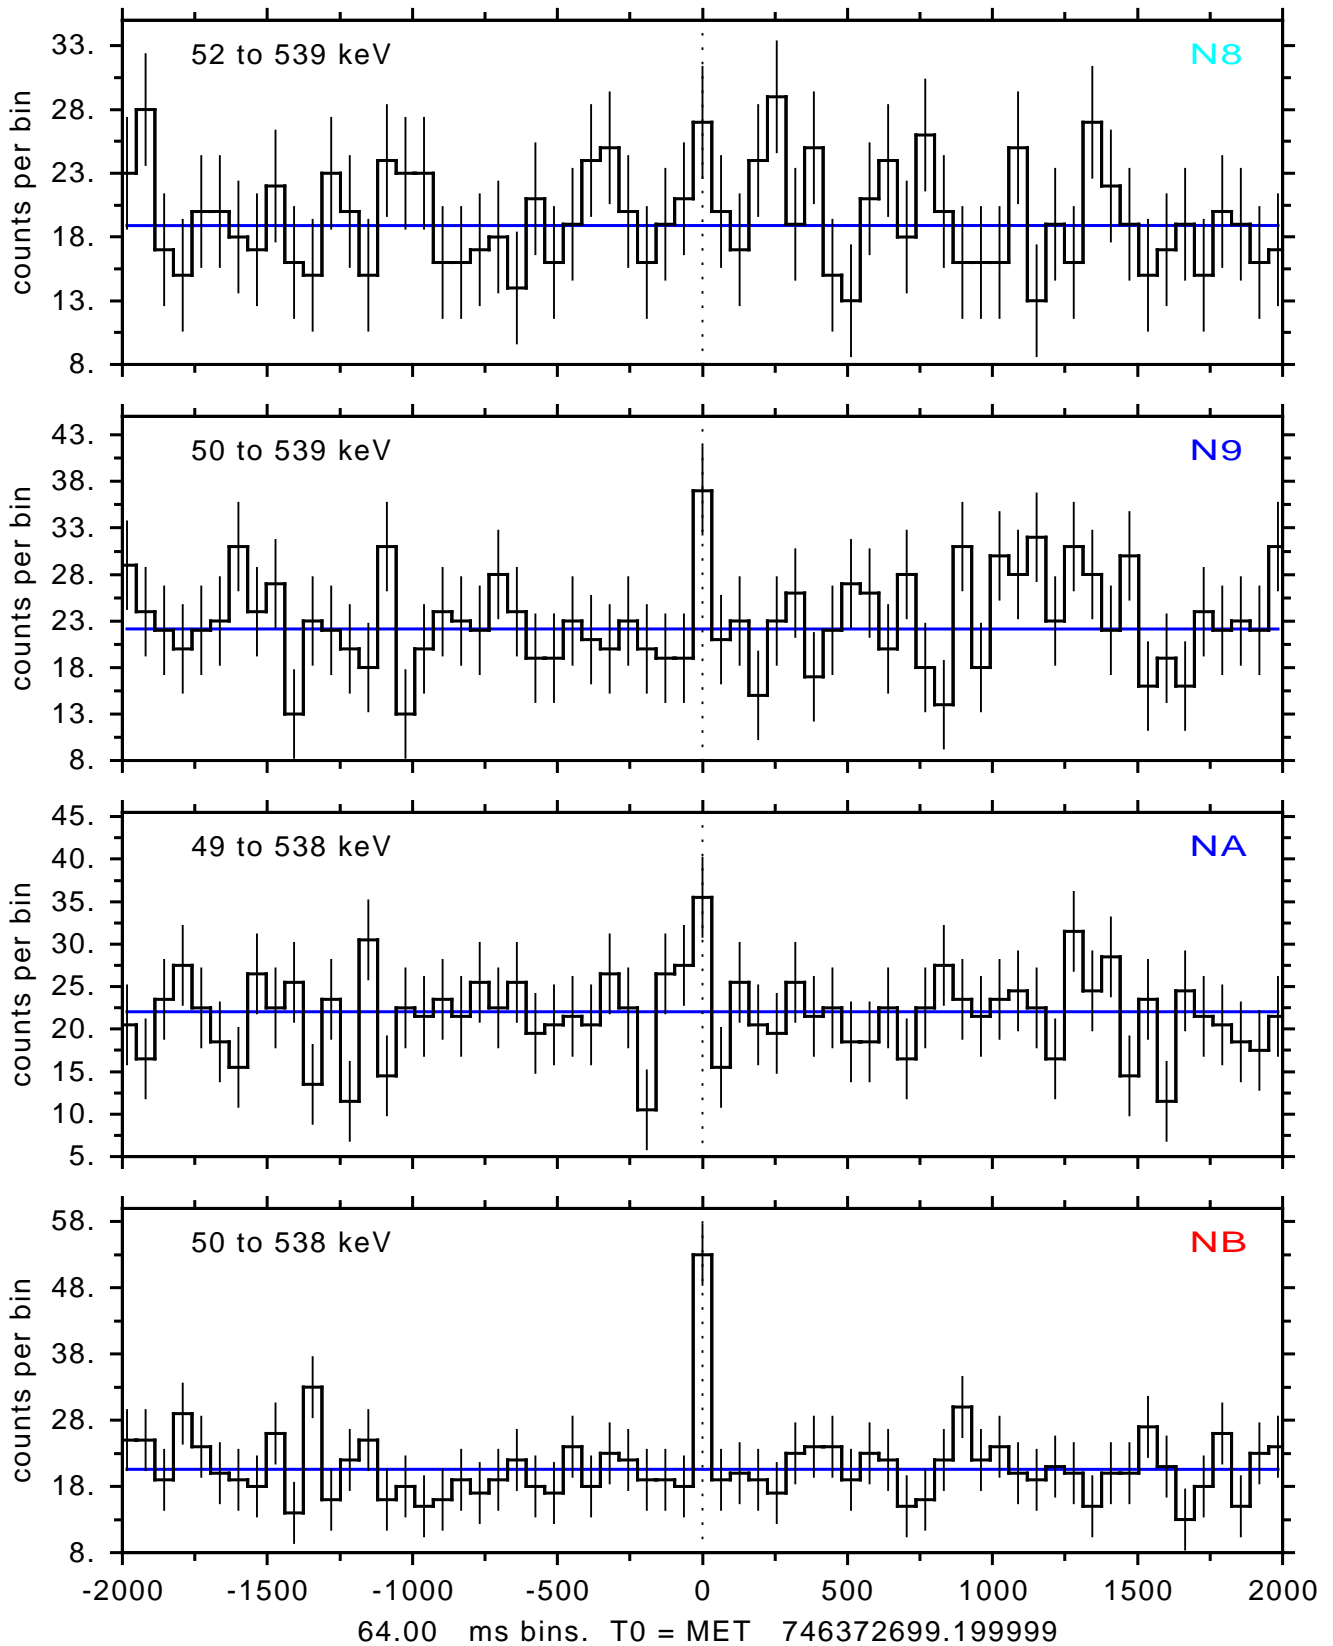 52 to 539 keV N8
33.
28.
23.
18.
13.
8.
counts per bin
50 to 539 keV N9
43.
38.
33.
28.
23.
18.
13.
8.
counts per bin
49 to 538 keV NA
45.
40.
35.
30.
25.
20.
15.
10.
5.
counts per bin
50 to 538 keV NB
58.
48.
38.
28.
18.
8.
counts per bin
-2000 -1500 -1000 -500 0 500 1000 1500 2000
64.00 ms bins. T0 = MET 746372699.199999